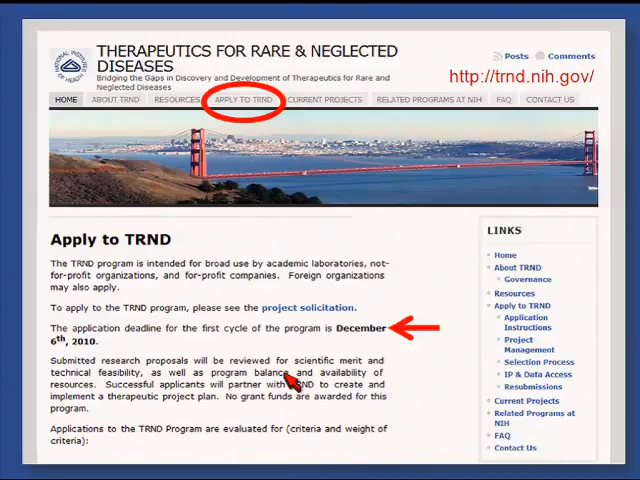 THERAPEUTICS FOR RARE & NEGLECTED
DISEASES
Bridging the Gaps in Discovery and Development of Therapeutics for Rare and
Neglected Diseases
Posts Comments
http://trnd.nih.gov/
HOME ABOUT TRND RESOURCES APPLY TO TRND CURRENT PROJECTS RELATED PROGRAMS AT NIH FAQ CONTACT US
Apply to TRND
The TRND program is intended for broad use by academic laboratories, not-
for-profit organizations, and for-profit companies. Foreign organizations
may also apply.
To apply to the TRND program, please see the project solicitation.
The application deadline for the first cycle of the program is December
6th, 2010.
Submitted research proposals will be reviewed for scientific merit and
technical feasibility, as well as program balance and availability of
resources. Successful applicants will partner with TRND to create and
implement a therapeutic project plan. No grant funds are awarded for this
program.
Applications to the TRND Program are evaluated for (criteria and weight of
criteria):
LINKS
Home
About TRND
Governance
Resources
Apply to TRND
Application
Instructions
Project
Management
Selection Process
IP & Data Access
Resubmissions
Current Projects
Related Programs at
NIH
FAQ
Contact Us